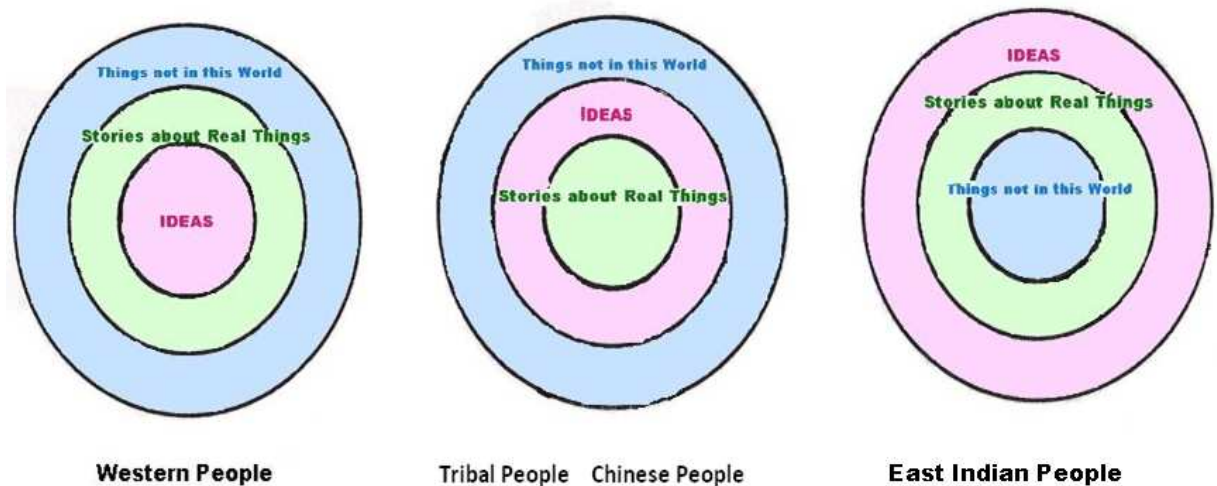 Things not in this World
Stories about Real Things
IDEAS
Western People
Things not in this World
IDEAS
Stories about Real Things
Tribal People Chinese People
IDEAS
Stories about Real Things
Things not in this World
East Indian People